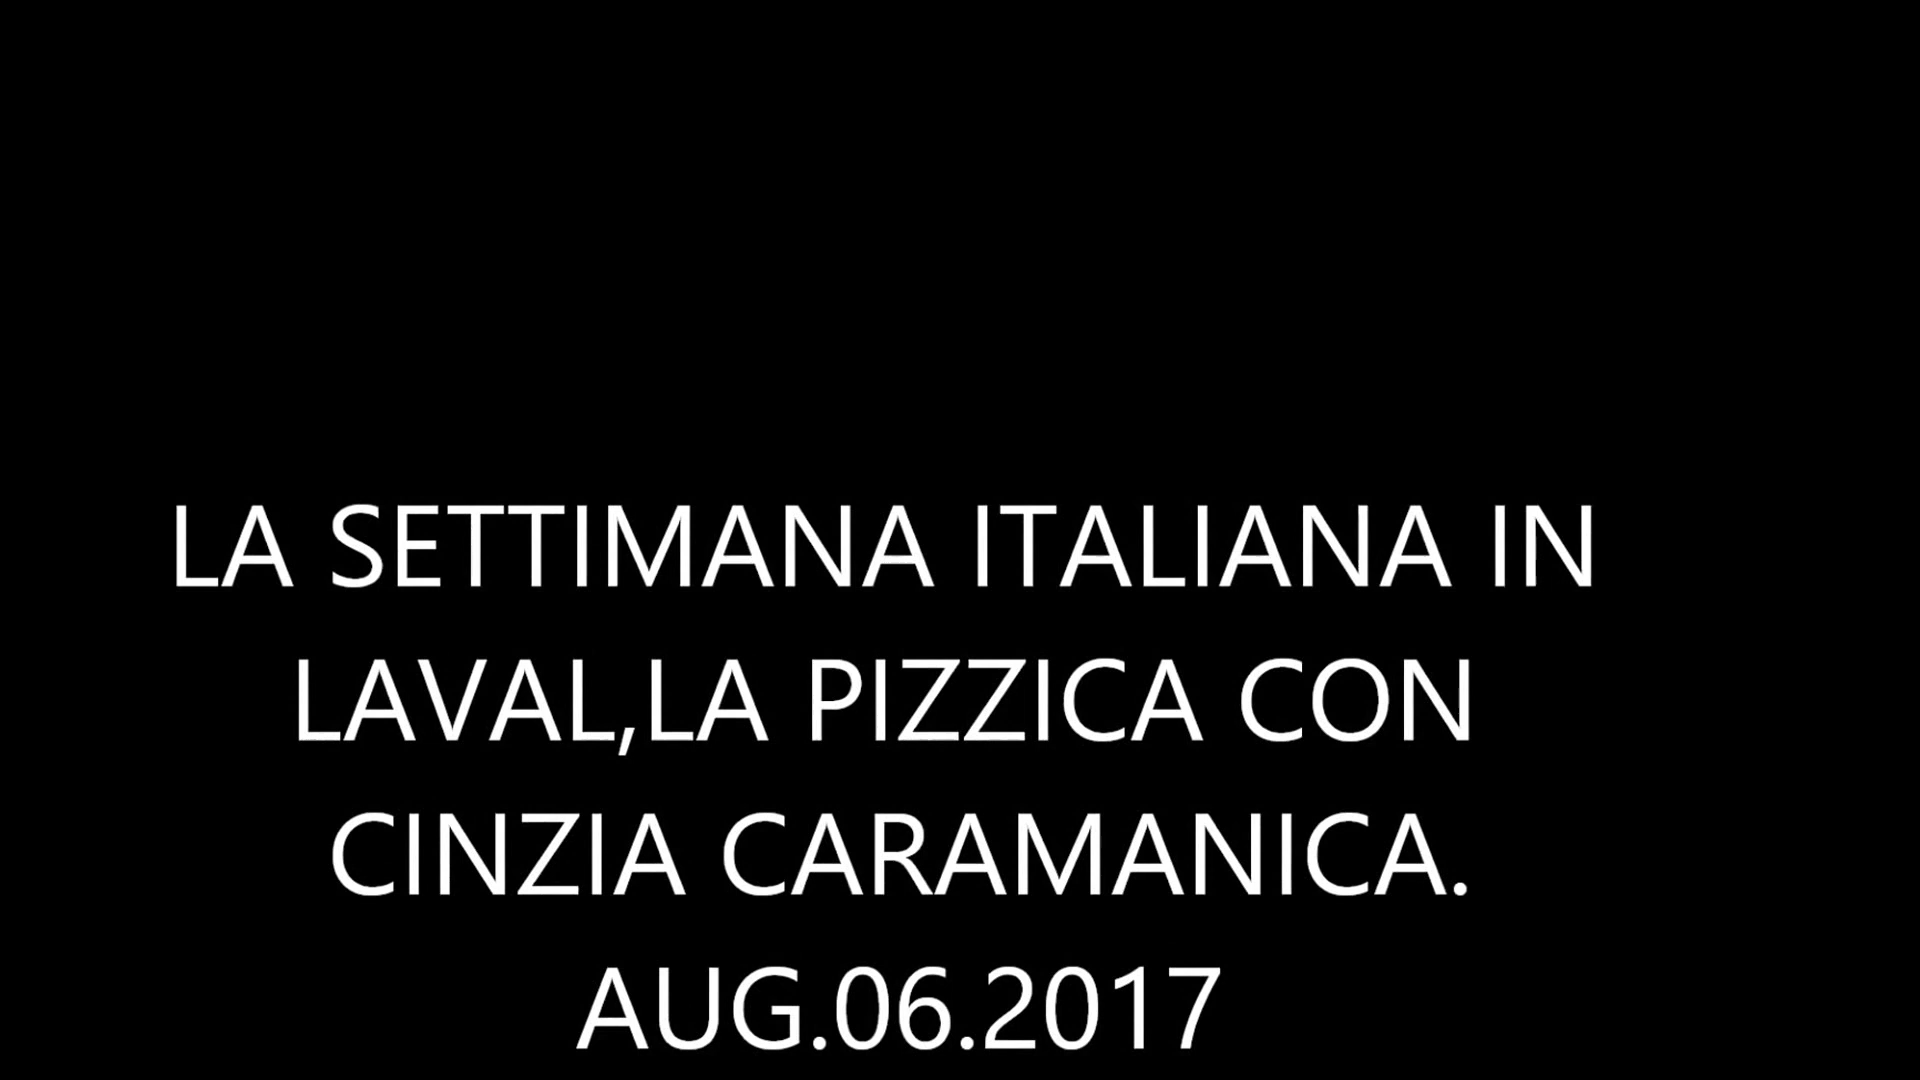 LA SETTIMANA ITALIANA IN
LAVAL,LA PIZZICA CON
CINZIA CARAMANICA.
AUG.06.2017